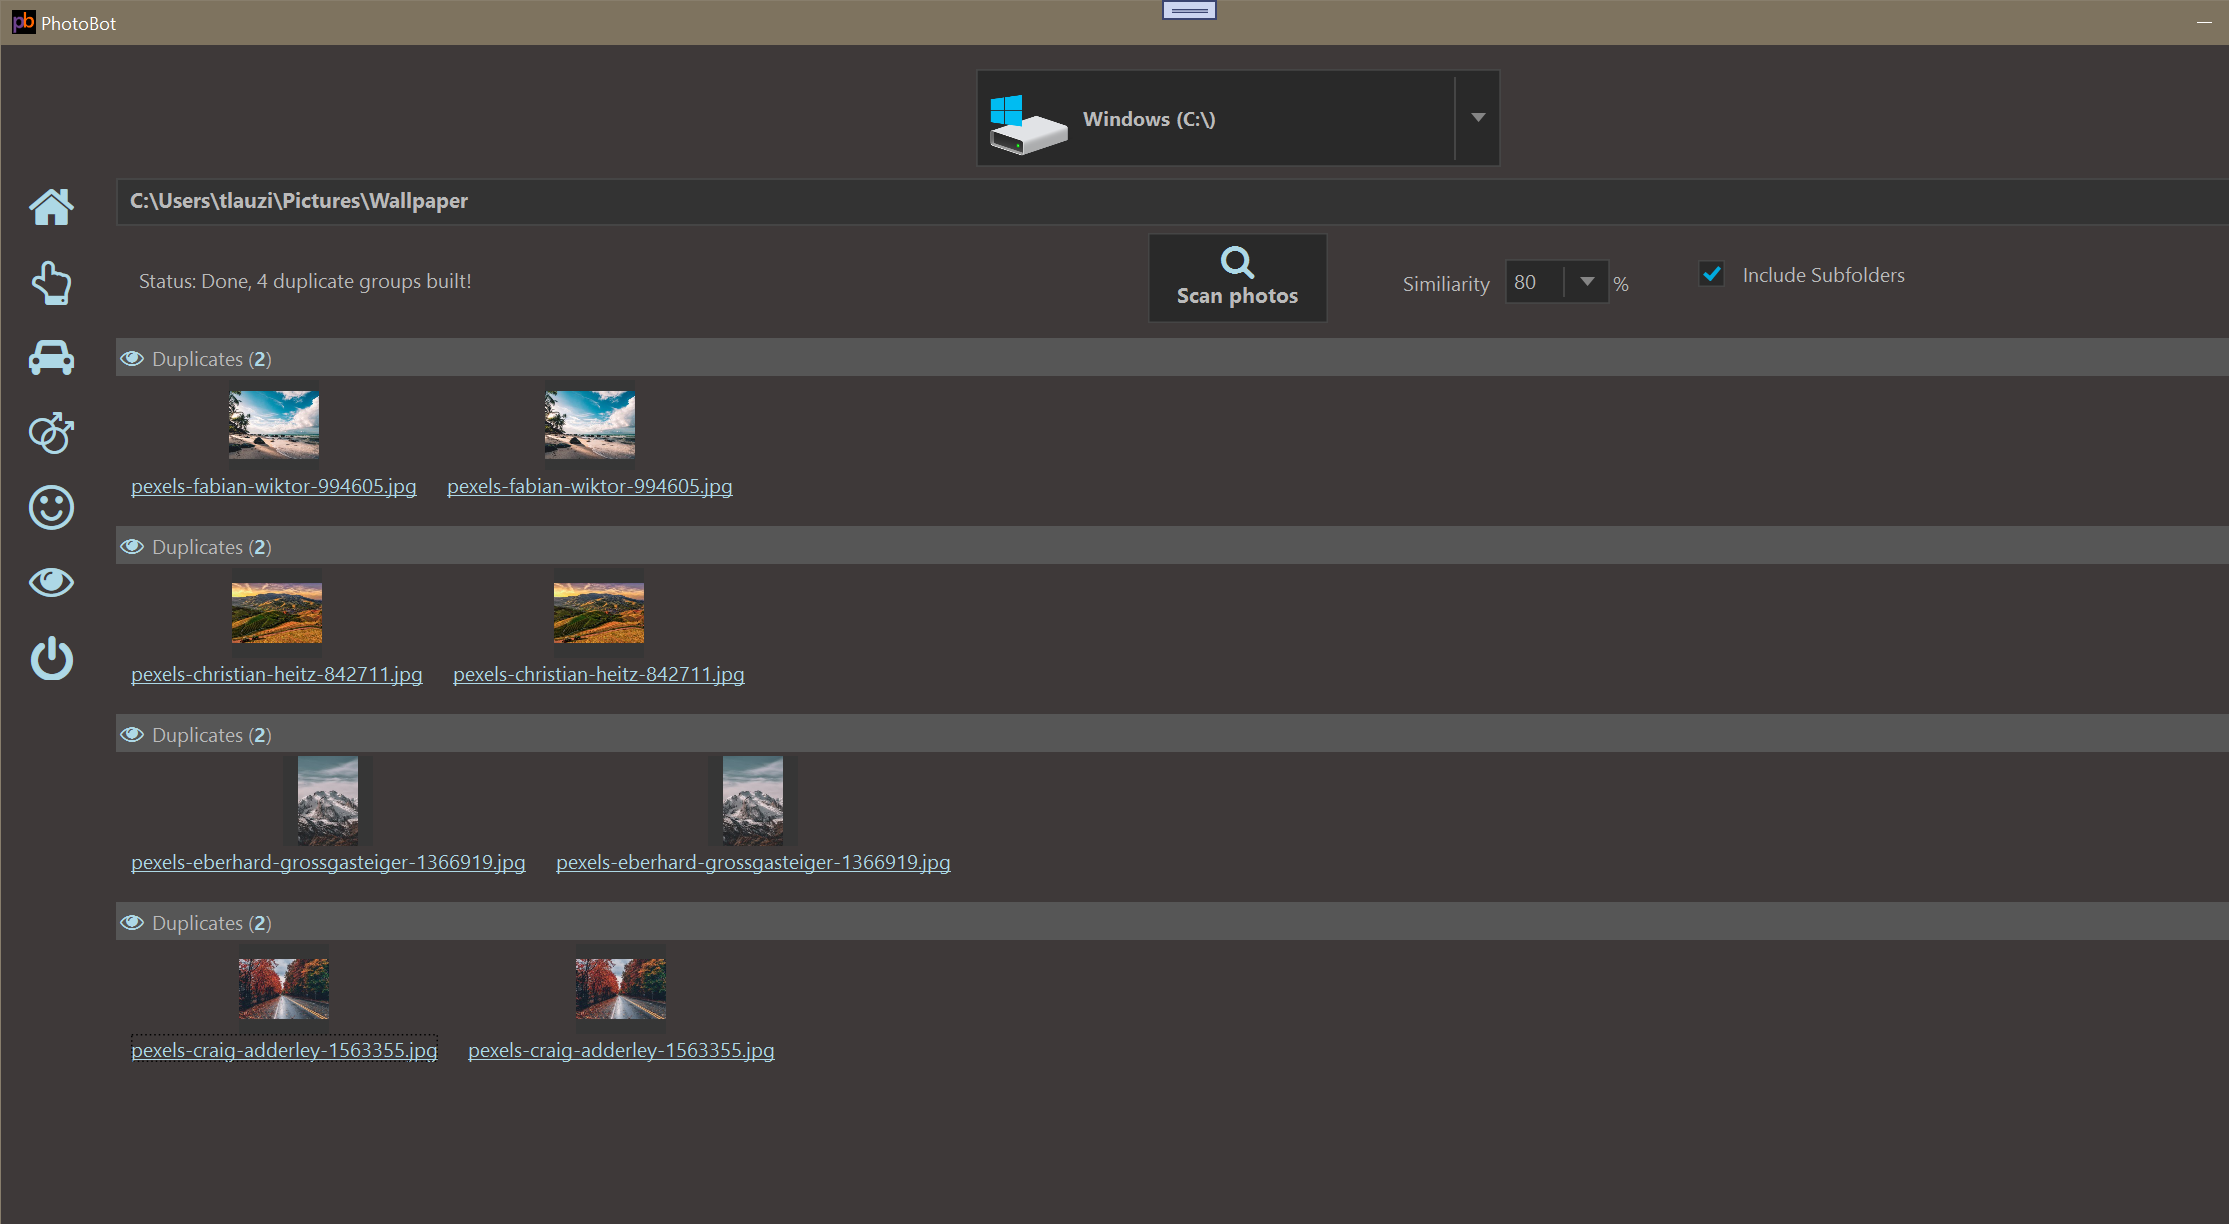 pb PhotoBot
Windows (C:\)
C:\Users\tlauzi\Pictures\Wallpaper
Status: Done, 4 duplicate groups built!
Scan photos
Similiarity 80 %
Include Subfolders
Duplicates (2)
pexels-fabian-wiktor-994605.jpg pexels-fabian-wiktor-994605.jpg
Duplicates (2)
pexels-christian-heitz-842711.jpg pexels-christian-heitz-842711.jpg
Duplicates (2)
pexels-eberhard-grossgasteiger-1366919.jpg pexels-eberhard-grossgasteiger-1366919.jpg
Duplicates (2)
pexels-craig-adderley-1563355.jpg pexels-craig-adderley-1563355.jpg